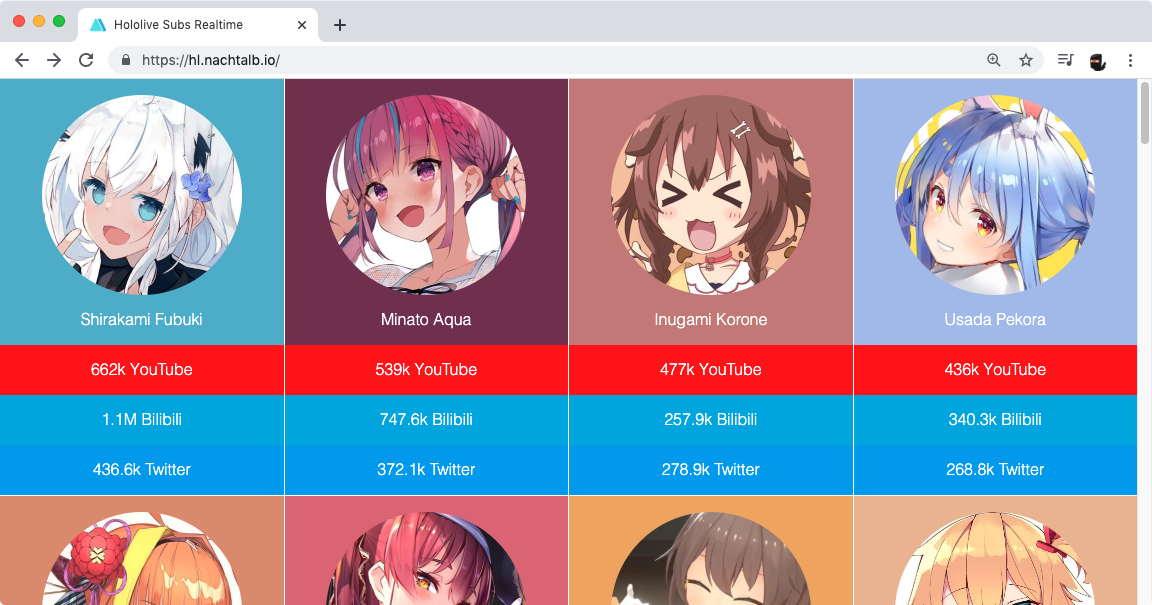 Hololive Subs Realtime
https://hl.nachtalb.io/
Shirakami Fubuki
Minato Aqua
Inugami Korone
Usada Pekora
662k YouTube
539k YouTube
477k YouTube
436k YouTube
1.1M Bilibili
747.6k Bilibili
257.9k Bilibili
340.3k Bilibili
436.6k Twitter
372.1k Twitter
278.9k Twitter
268.8k Twitter